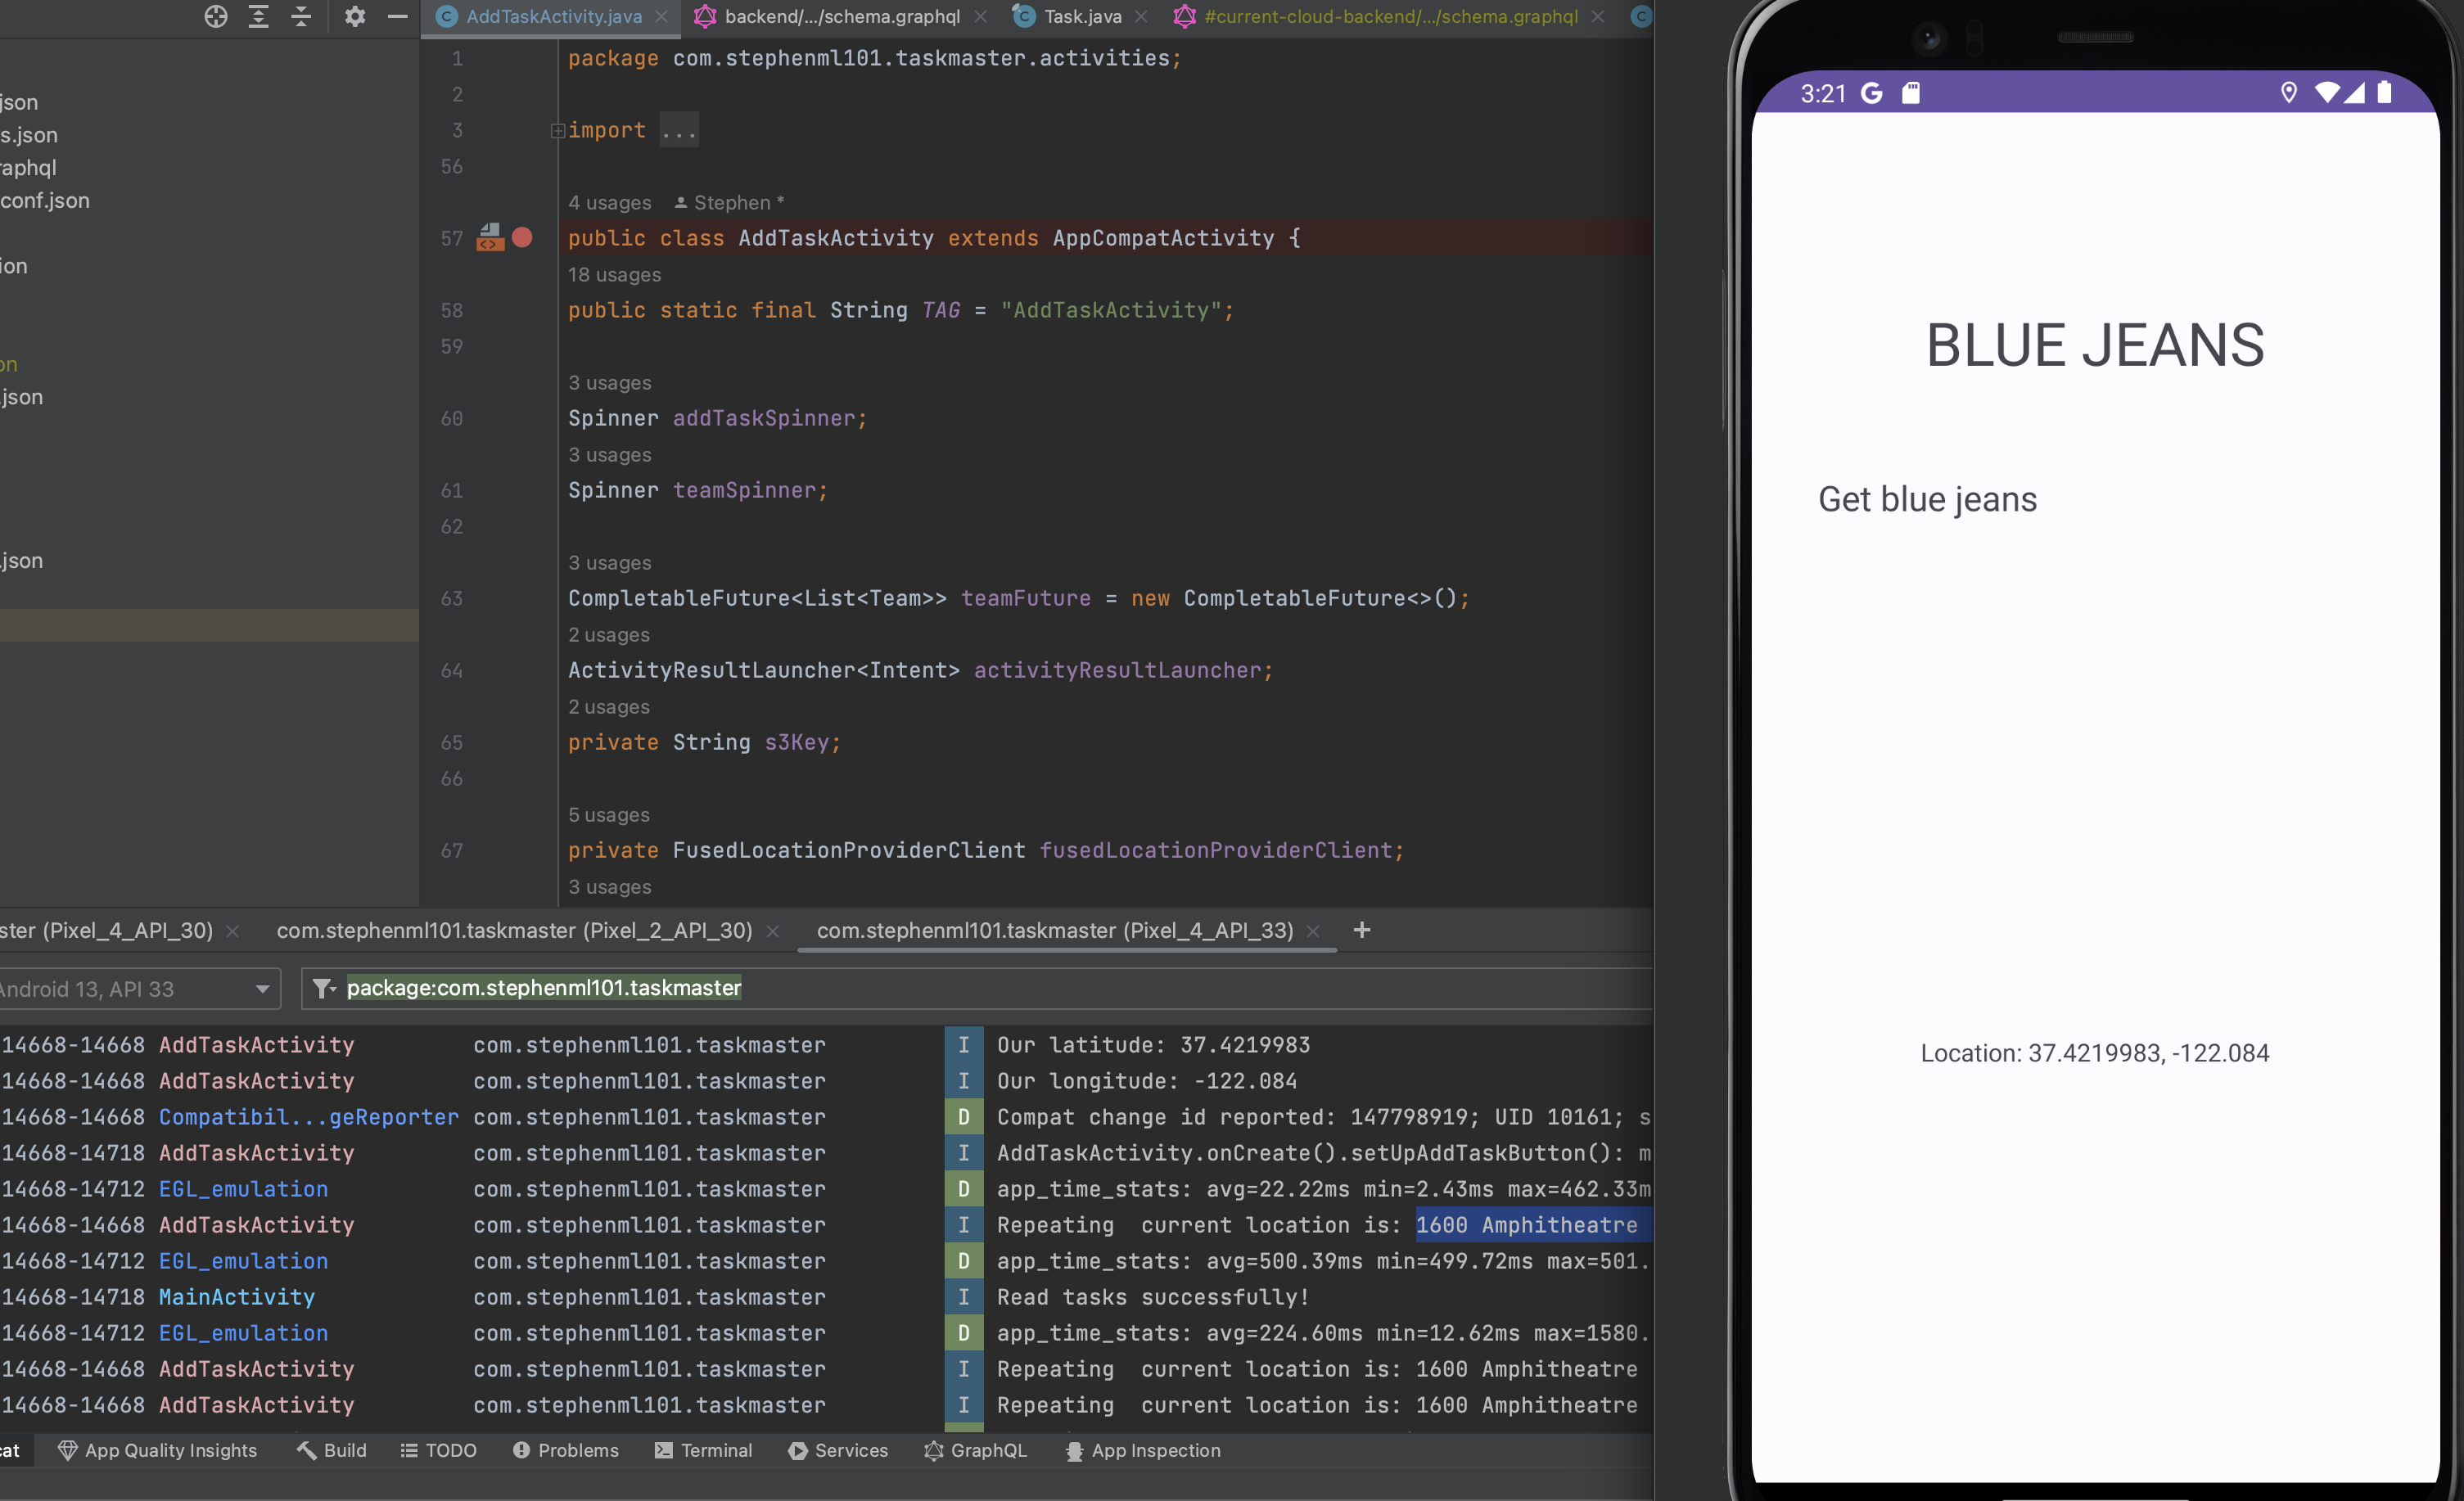 AddTaskActivity.java
backend/.../schema.graphql
Task.java
#current-cloud-backend/.../schema.graphql
json
s.json
raphql
conf.json
ion
on
.json
.json
1 package com.stephenml101.taskmaster.activities;
2
3 import ...
56
4 usages Stephen *
57 public class AddTaskActivity extends AppCompatActivity {
18 usages
58 public static final String TAG = "AddTaskActivity";
59
3 usages
60 Spinner addTaskSpinner;
3 usages
61 Spinner teamSpinner;
62
3 usages
63 CompletableFuture<List<Team>> teamFuture = new CompletableFuture<>();
2 usages
64 ActivityResultLauncher<Intent> activityResultLauncher;
2 usages
65 private String s3Key;
66
5 usages
67 private FusedLocationProviderClient fusedLocationProviderClient;
3 usages
ster (Pixel_4_API_30)
com.stephenml101.taskmaster (Pixel_2_API_30)
com.stephenml101.taskmaster (Pixel_4_API_33)
Android 13, API 33
package:com.stephenml101.taskmaster
14668-14668 AddTaskActivity com.stephenml101.taskmaster I Our latitude: 37.4219983
14668-14668 AddTaskActivity com.stephenml101.taskmaster I Our longitude: -122.084
14668-14668 Compatibil...geReporter com.stephenml101.taskmaster D Compat change id reported: 147798919; UID 10161; s
14668-14718 AddTaskActivity com.stephenml101.taskmaster I AddTaskActivity.onCreate().setUpAddTaskButton(): m
14668-14712 EGL_emulation com.stephenml101.taskmaster D app_time_stats: avg=22.22ms min=2.43ms max=462.33m
14668-14668 AddTaskActivity com.stephenml101.taskmaster I Repeating  current location is: 1600 Amphitheatre
14668-14712 EGL_emulation com.stephenml101.taskmaster D app_time_stats: avg=500.39ms min=499.72ms max=501.
14668-14718 MainActivity com.stephenml101.taskmaster I Read tasks successfully!
14668-14712 EGL_emulation com.stephenml101.taskmaster D app_time_stats: avg=224.60ms min=12.62ms max=1580.
14668-14668 AddTaskActivity com.stephenml101.taskmaster I Repeating  current location is: 1600 Amphitheatre
14668-14668 AddTaskActivity com.stephenml101.taskmaster I Repeating  current location is: 1600 Amphitheatre
cat
App Quality Insights
Build
TODO
Problems
Terminal
Services
GraphQL
App Inspection
3:21
BLUE JEANS
Get blue jeans
Location: 37.4219983, -122.084